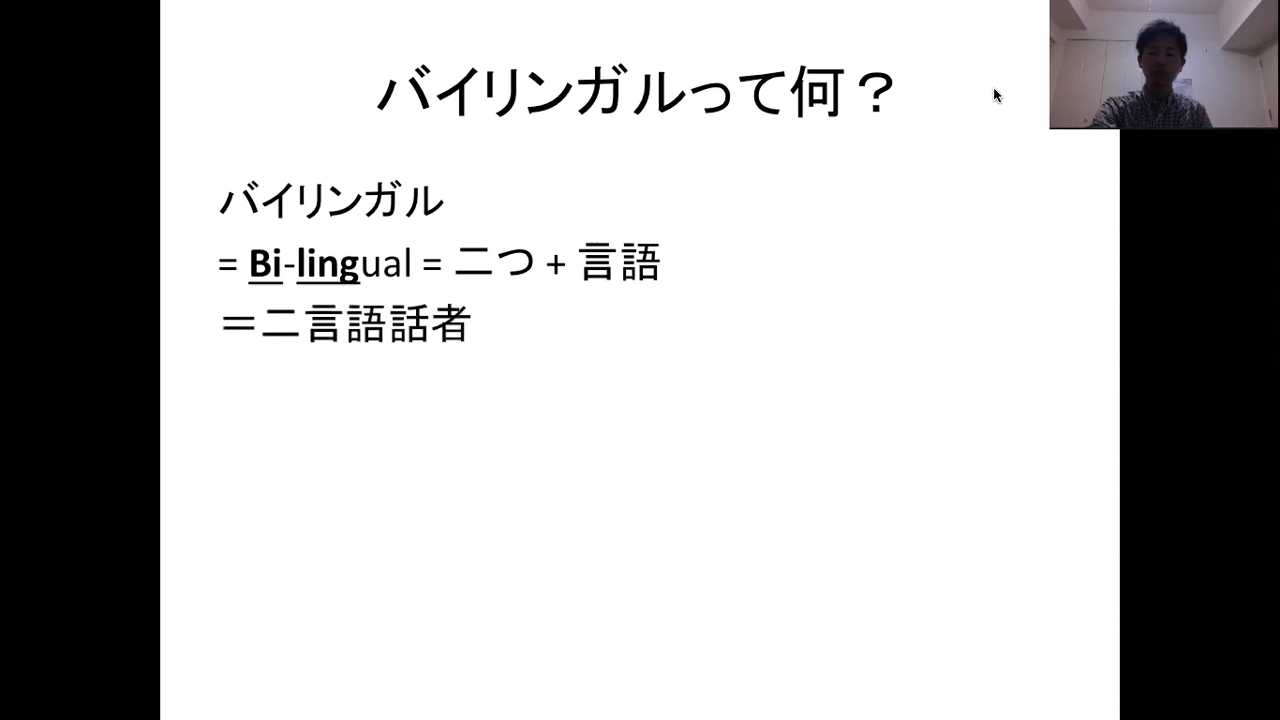 バイリンガルって何？
バイリンガル
= Bi-lingual = 二つ + 言語
＝二言語話者